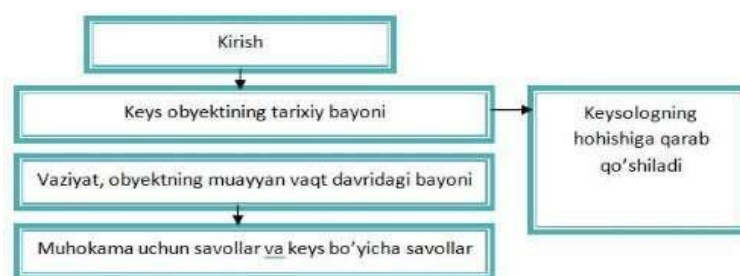 Kirish
Keys obyektining tarixiy bayoni
Keysologning
hohishiga qarab
qo'shiladi
Vaziyat, obyektning muayyan vaqt davridagi bayoni
Muhokama uchun savollar va keys bo'yicha savollar